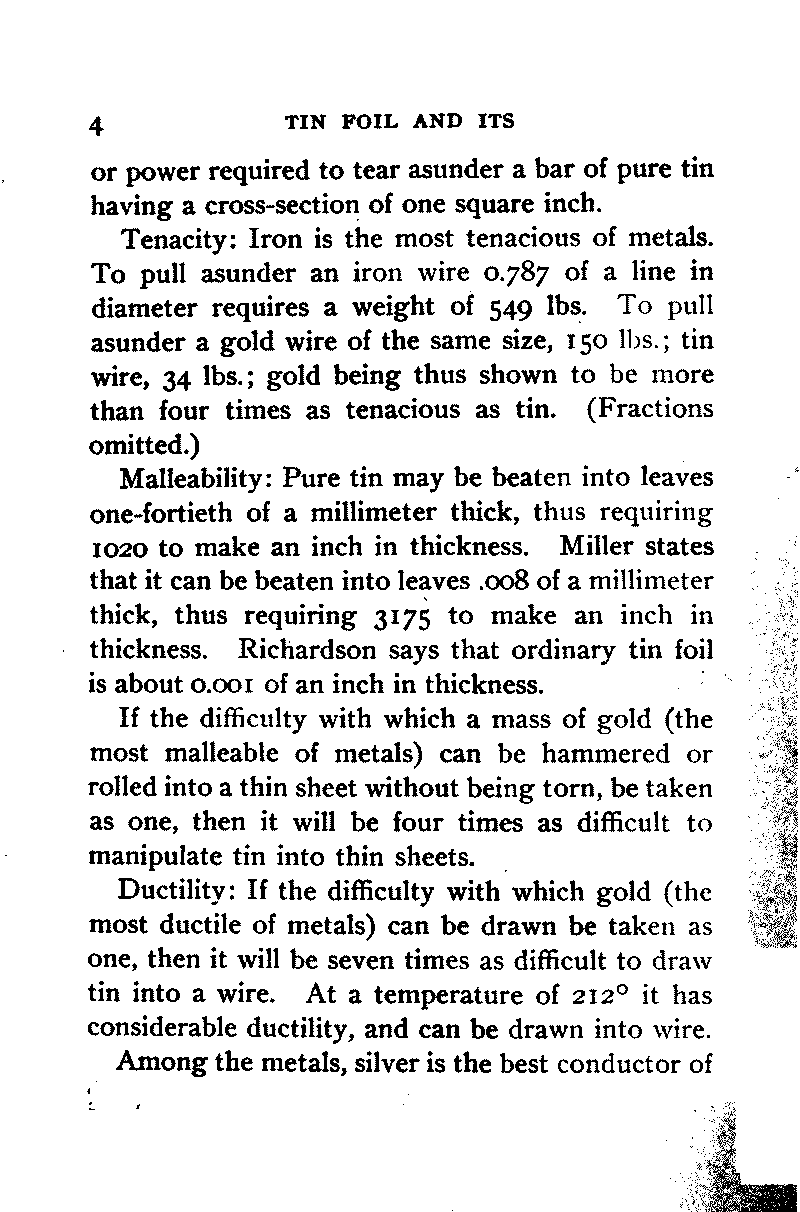 4 TIN FOIL AND ITS
or power required to tear asunder a bar of pure tin
having a cross-section of one square inch.
Tenacity: Iron is the most tenacious of metals.
To pull asunder an iron wire 0.787 of a line in
diameter requires a weight of 549 lbs. To pull
asunder a gold wire of the same size, 150 lbs.; tin
wire, 34 lbs.; gold being thus shown to be more
than four times as tenacious as tin. (Fractions
omitted.)
Malleability: Pure tin may be beaten into leaves
one-fortieth of a millimeter thick, thus requiring
1020 to make an inch in thickness. Miller states
that it can be beaten into leaves .008 of a millimeter
thick, thus requiring 3175 to make an inch in
thickness. Richardson says that ordinary tin foil
is about 0.001 of an inch in thickness.
If the difficulty with which a mass of gold (the
most malleable of metals) can be hammered or
rolled into a thin sheet without being torn, be taken
as one, then it will be four times as difficult to
manipulate tin into thin sheets.
Ductility: If the difficulty with which gold (the
most ductile of metals) can be drawn be taken as
one, then it will be seven times as difficult to draw
tin into a wire. At a temperature of 212° it has
considerable ductility, and can be drawn into wire.
Among the metals, silver is the best conductor of